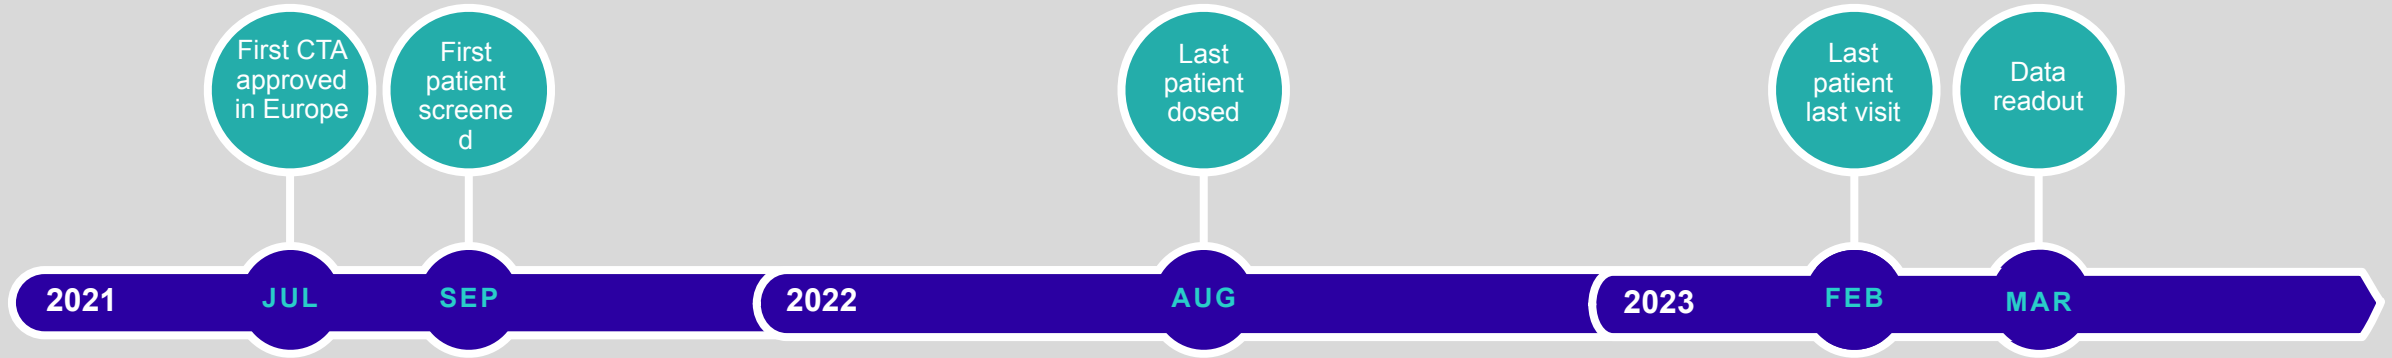 First CTA
approved
in Europe
First
patient
screene
d
Last
patient
dosed
Last
patient
last visit
Data
readout
2021
JUL
SEP
2022
AUG
2023
FEB
MAR